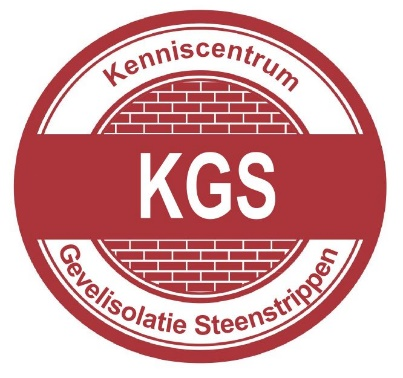 Kenniscentrum
KGS
Gevelisolatie Steenstrippen